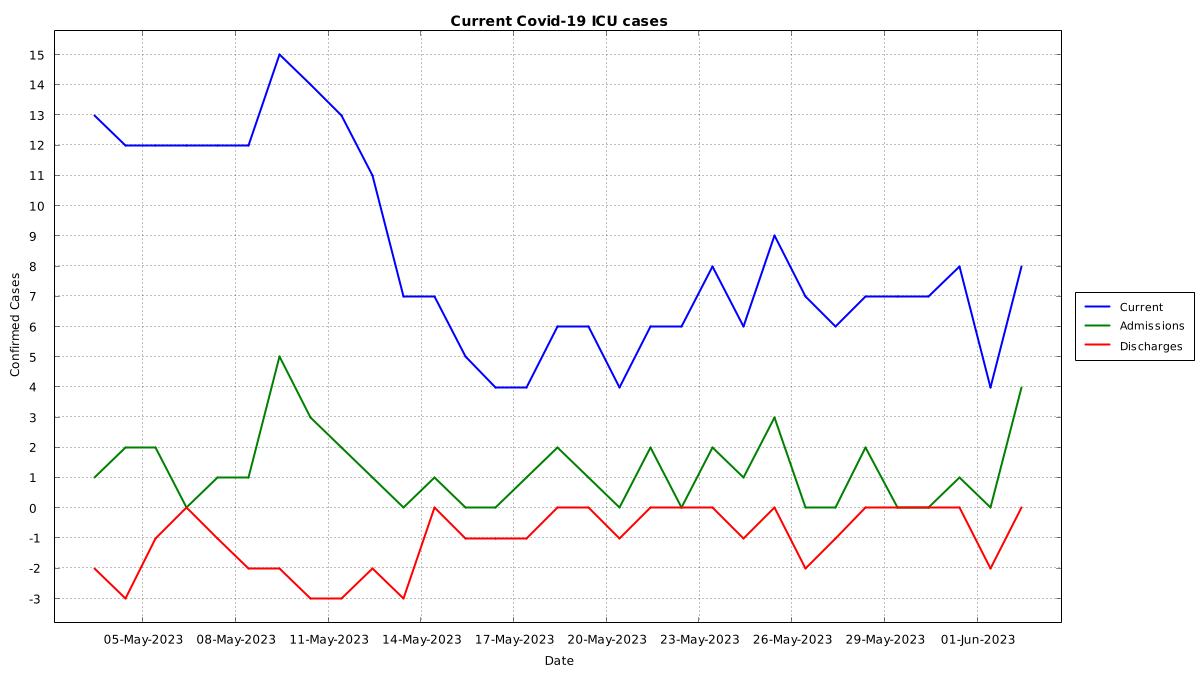 Current Covid-19 ICU cases
15
14
13
12
11
10
9
8
7
6
5
4
3
2
1
0
-1
-2
-3
Confirmed Cases
Current
Admissions
Discharges
05-May-2023 08-May-2023 11-May-2023 14-May-2023 17-May-2023 20-May-2023 23-May-2023 26-May-2023 29-May-2023 01-Jun-2023
Date